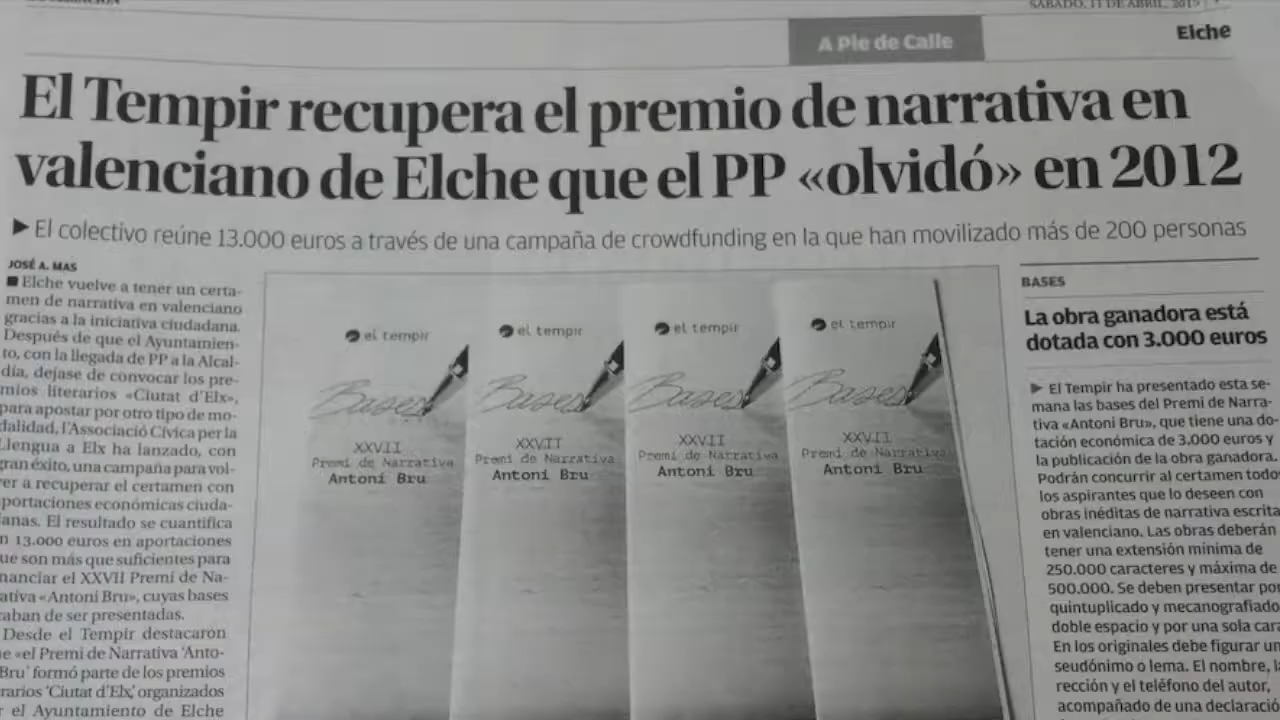 SÁBADO, 11 DE ABRIL, 2015
A Pie de Calle
Elche
El Tempir recupera el premio de narrativa en
valenciano de Elche que el PP «olvidó» en 2012
▶ El colectivo reúne 13.000 euros a través de una campaña de crowdfunding en la que han movilizado más de 200 personas
JOSÉ A. MAS
■ Elche vuelve a tener un certa-
men de narrativa en valenciano
gracias a la iniciativa ciudadana.
Después de que el Ayuntamien-
to, con la llegada de PP a la Alcal-
día, dejase de convocar los pre-
mios literarios «Ciutat d'Elx»,
para apostar por otro tipo de mo-
dalidad, l'Associació Cívica per la
Llengua a Elx ha lanzado, con
gran éxito, una campaña para vol-
er a recuperar el certamen con
portaciones económicas ciuda-
anas. El resultado se cuantifica
n 13.000 euros en aportaciones
ue son más que suficientes para
nanciar el XXVII Premi de Na-
ativa «Antoni Bru», cuyas bases
aban de ser presentadas.
Desde el Tempir destacaron
e «el Premi de Narrativa 'Anto-
Bru' formó parte de los premios
rarios 'Ciutat d'Elx', organizados
r el Ayuntamiento de Elche
el tempir
Bases
XXVII
Premi de Narrativa
Antoni Bru
el tempir
Bases
XXVII
Premi de Narrativa
Antoni Bru
el tempir
Bases
XXVII
Premi de Narrativa
Antoni Bru
el tempir
Bases
XXVII
Premi de Narrativa
Antoni Bru
BASES
La obra ganadora está
dotada con 3.000 euros
▶ El Tempir ha presentado esta se-
mana las bases del Premi de Narra-
tiva «Antoni Bru», que tiene una do-
tación económica de 3.000 euros y
la publicación de la obra ganadora.
Podrán concurrir al certamen todo
los aspirantes que lo deseen con
obras inéditas de narrativa escrita
en valenciano. Las obras deberán
tener una extensión mínima de
250.000 caracteres y máxima de
500.000. Se deben presentar por
quintuplicado y mecanografiado
doble espacio y por una sola cara
En los originales debe figurar un
seudónimo o lema. El nombre, la
rección y el teléfono del autor,
acompañado de una declaració